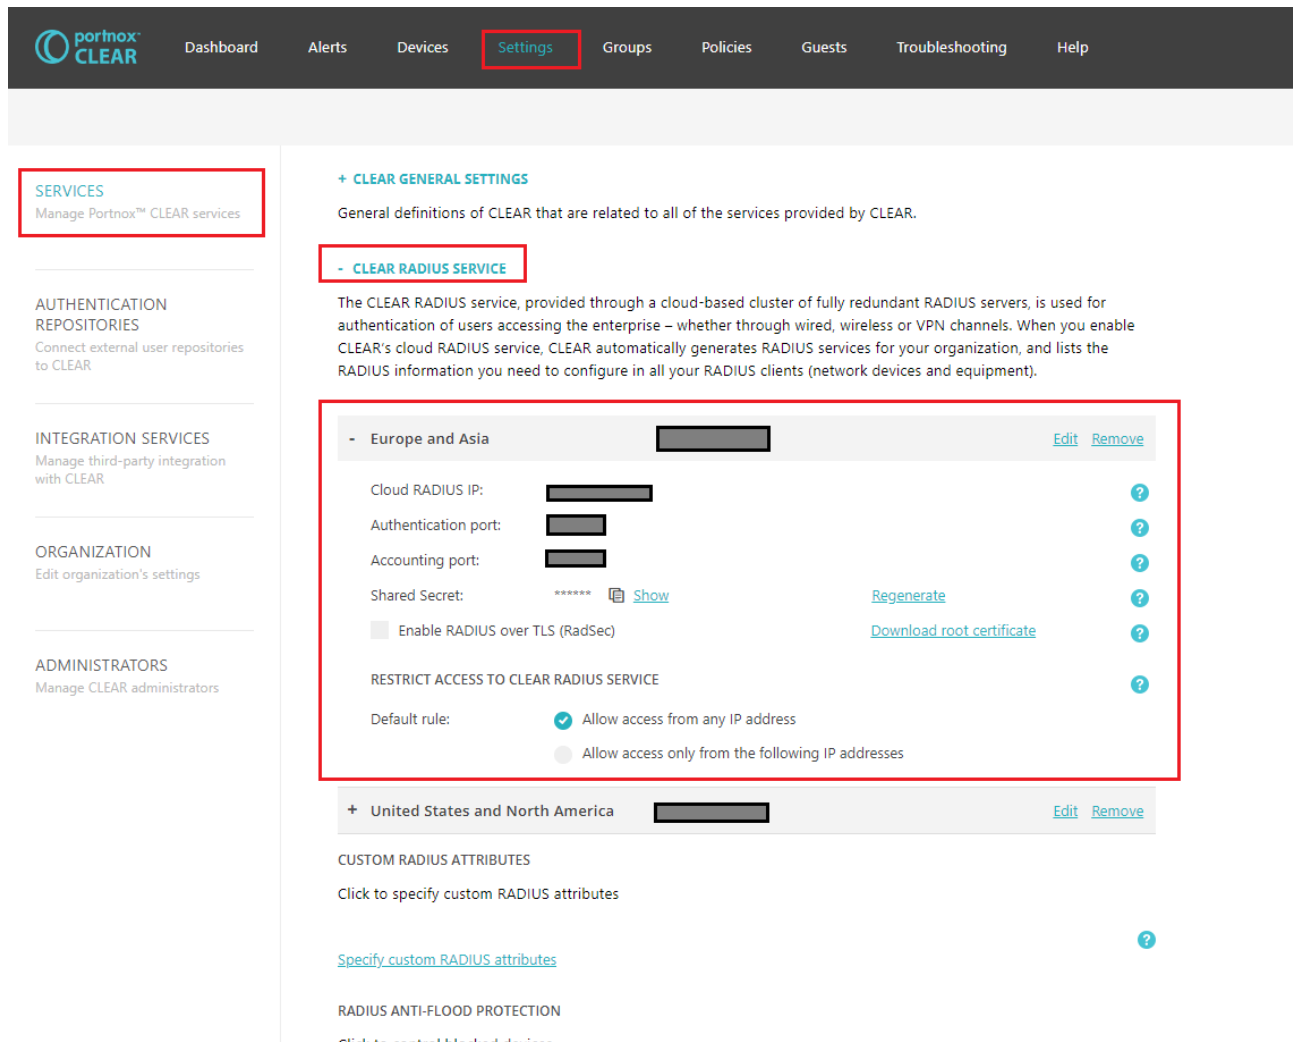 portnox™
CLEAR
Dashboard Alerts Devices Settings Groups Policies Guests Troubleshooting Help
SERVICES
Manage Portnox™ CLEAR services
AUTHENTICATION
REPOSITORIES
Connect external user repositories
to CLEAR
INTEGRATION SERVICES
Manage third-party integration
with CLEAR
ORGANIZATION
Edit organization's settings
ADMINISTRATORS
Manage CLEAR administrators
+ CLEAR GENERAL SETTINGS
General definitions of CLEAR that are related to all of the services provided by CLEAR.
- CLEAR RADIUS SERVICE
The CLEAR RADIUS service, provided through a cloud-based cluster of fully redundant RADIUS servers, is used for
authentication of users accessing the enterprise – whether through wired, wireless or VPN channels. When you enable
CLEAR's cloud RADIUS service, CLEAR automatically generates RADIUS services for your organization, and lists the
RADIUS information you need to configure in all your RADIUS clients (network devices and equipment).
- Europe and Asia Edit Remove
Cloud RADIUS IP: ?
Authentication port: ?
Accounting port: ?
Shared Secret: ****** Show Regenerate ?
Enable RADIUS over TLS (RadSec) Download root certificate ?
RESTRICT ACCESS TO CLEAR RADIUS SERVICE ?
Default rule: Allow access from any IP address
Allow access only from the following IP addresses
+ United States and North America Edit Remove
CUSTOM RADIUS ATTRIBUTES
Click to specify custom RADIUS attributes
?
Specify custom RADIUS attributes
RADIUS ANTI-FLOOD PROTECTION
Click to control blocked devices